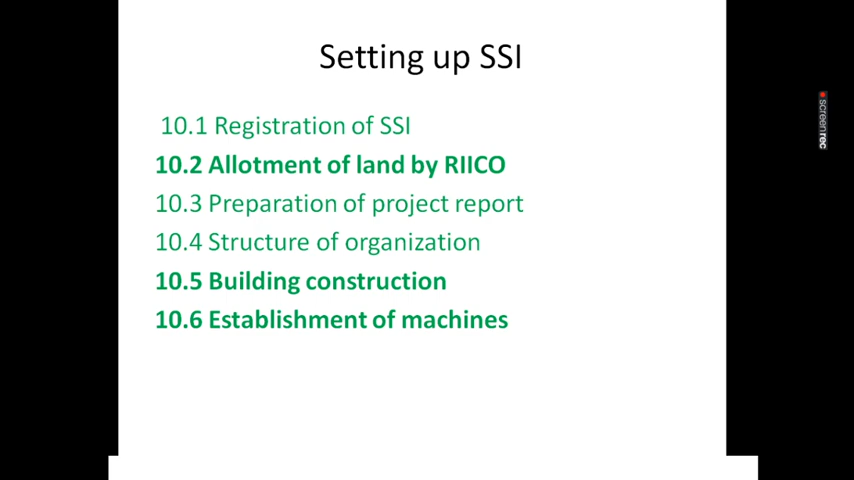 Setting up SSI
10.1 Registration of SSI
10.2 Allotment of land by RIICO
10.3 Preparation of project report
10.4 Structure of organization
10.5 Building construction
10.6 Establishment of machines
screenrec